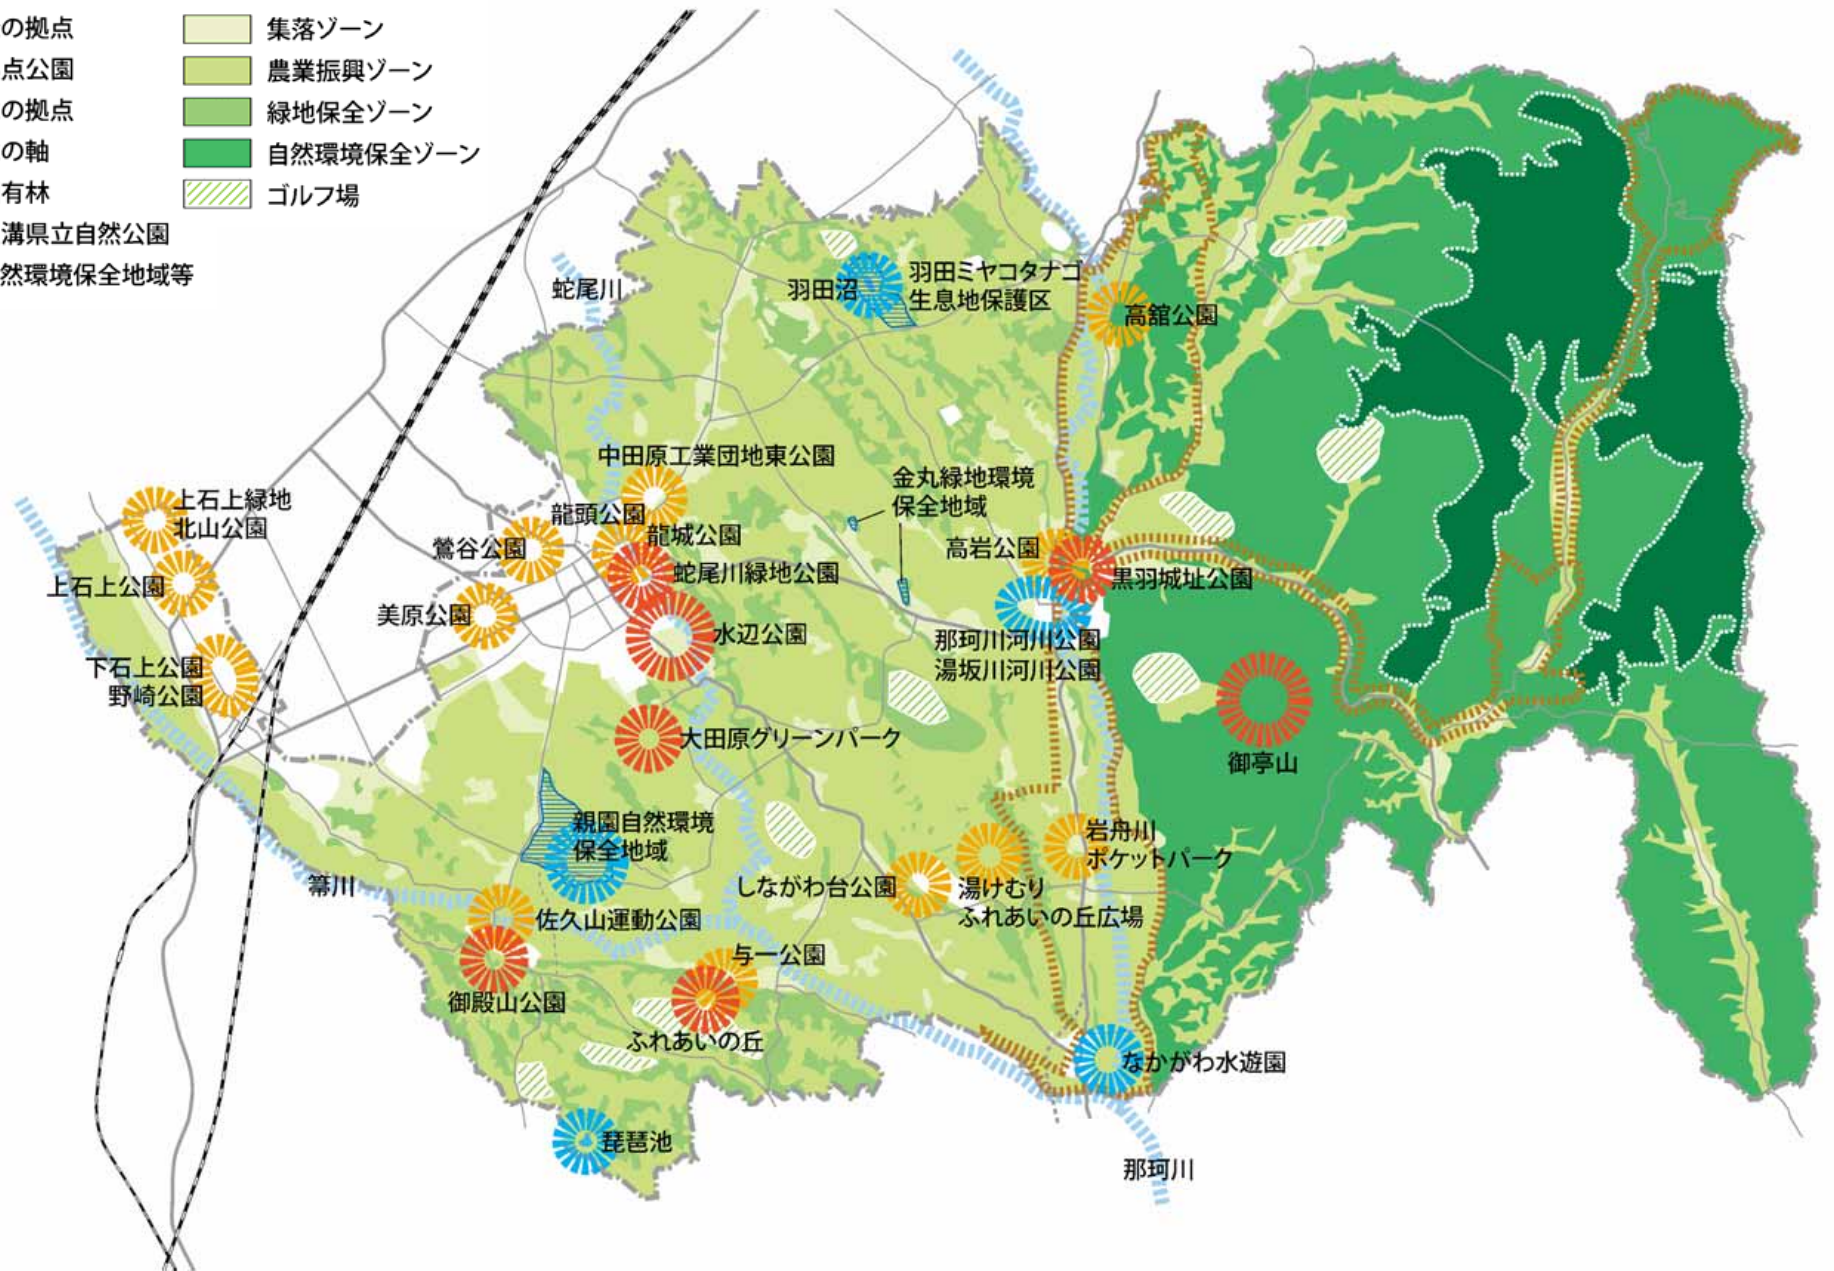 の拠点
点公園
の拠点
の軸
有林
溝県立自然公園
然環境保全地域等
集落ゾーン
農業振興ゾーン
緑地保全ゾーン
自然環境保全ゾーン
ゴルフ場
蛇尾川
羽田沼
羽田ミヤコタナゴ
生息地保護区
高舘公園
中田原工業団地東公園
金丸緑地環境
保全地域
上石上緑地
北山公園
龍頭公園
龍城公園
鶯谷公園
高岩公園
蛇尾川緑地公園
黒羽城址公園
上石上公園
美原公園
水辺公園
那珂川河川公園
湯坂川河川公園
下石上公園
野崎公園
大田原グリーンパーク
御亭山
親園自然環境
保全地域
岩舟川
ポケットパーク
箒川
しながわ台公園
湯けむり
ふれあいの丘広場
佐久山運動公園
与一公園
御殿山公園
ふれあいの丘
なかがわ水遊園
琵琶池
那珂川